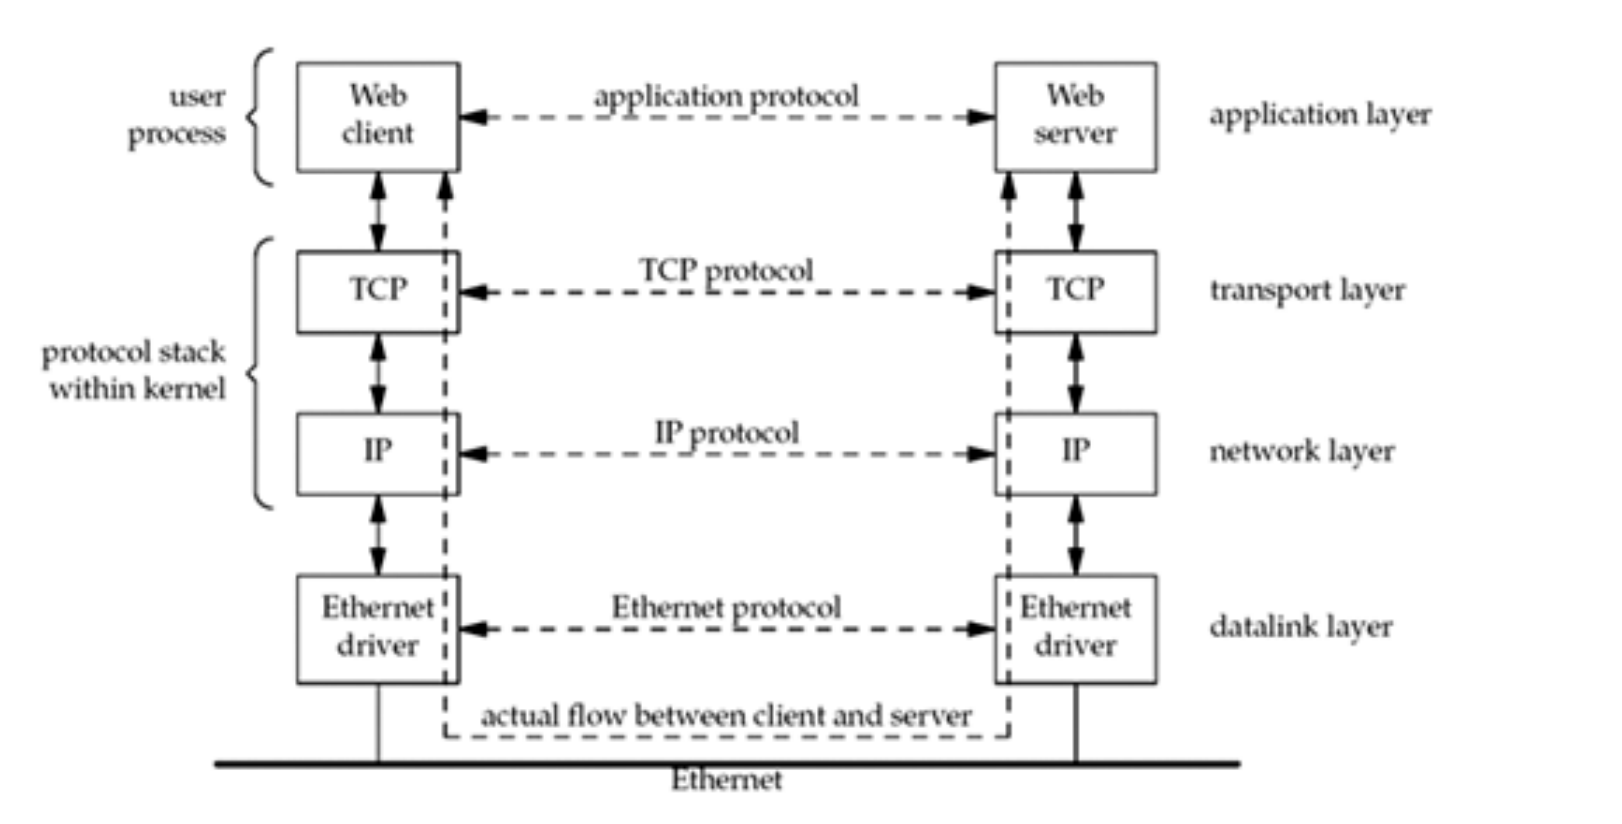 user
process
Web
client
application protocol
Web
server
application layer
TCP
TCP protocol
TCP
transport layer
protocol stack
within kernel
IP
IP protocol
IP
network layer
Ethernet
driver
Ethernet protocol
Ethernet
driver
datalink layer
actual flow between client and server
Ethernet